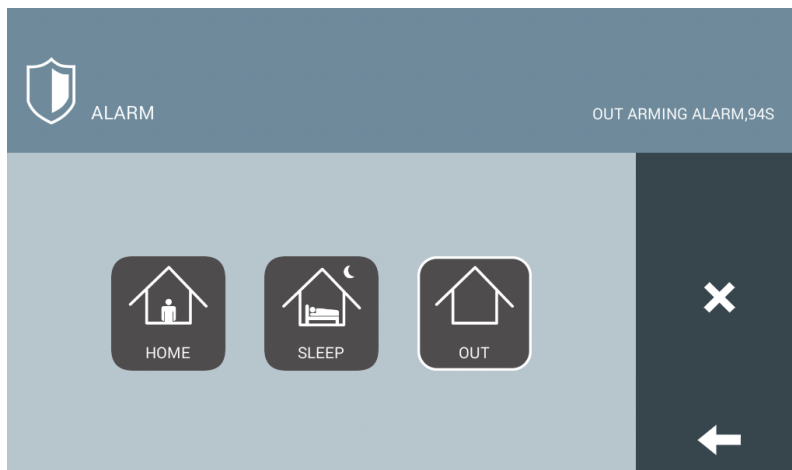 ALARM
OUT ARMING ALARM,94S
HOME
SLEEP
OUT